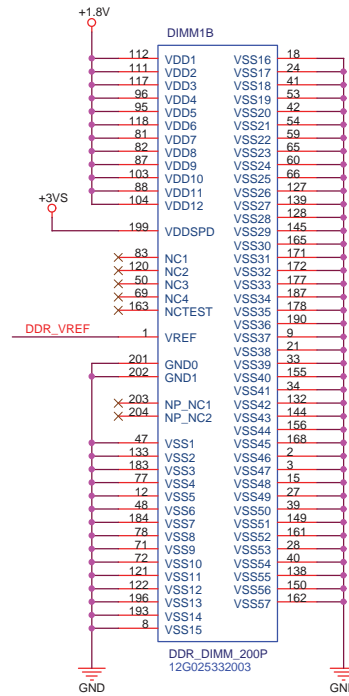 +1.8V
DIMM1B
112 VDD1 VSS16 18
111 VDD2 VSS17 24
117 VDD3 VSS18 41
96 VDD4 VSS19 53
95 VDD5 VSS20 42
118 VDD6 VSS21 54
81 VDD7 VSS22 59
82 VDD8 VSS23 65
87 VDD9 VSS24 60
103 VDD10 VSS25 66
88 VDD11 VSS26 127
104 VDD12 VSS27 139
VSS28 128
+3VS
199 VDDSPD VSS29 145
VSS30 165
83 NC1 VSS31 171
120 NC2 VSS32 172
50 NC3 VSS33 177
69 NC4 VSS34 187
163 NCTEST VSS35 178
VSS36 190
DDR_VREF 1 VREF VSS37 9
VSS38 21
201 GND0 VSS39 33
202 GND1 VSS40 155
VSS41 34
203 NP_NC1 VSS42 132
204 NP_NC2 VSS43 144
VSS44 156
47 VSS1 VSS45 168
133 VSS2 VSS46 2
183 VSS3 VSS47 3
77 VSS4 VSS48 15
12 VSS5 VSS49 27
48 VSS6 VSS50 39
184 VSS7 VSS51 149
78 VSS8 VSS52 161
71 VSS9 VSS53 28
72 VSS10 VSS54 40
121 VSS11 VSS55 138
122 VSS12 VSS56 150
196 VSS13 VSS57 162
193 VSS14
8 VSS15
DDR_DIMM_200P
12G025332003
GND